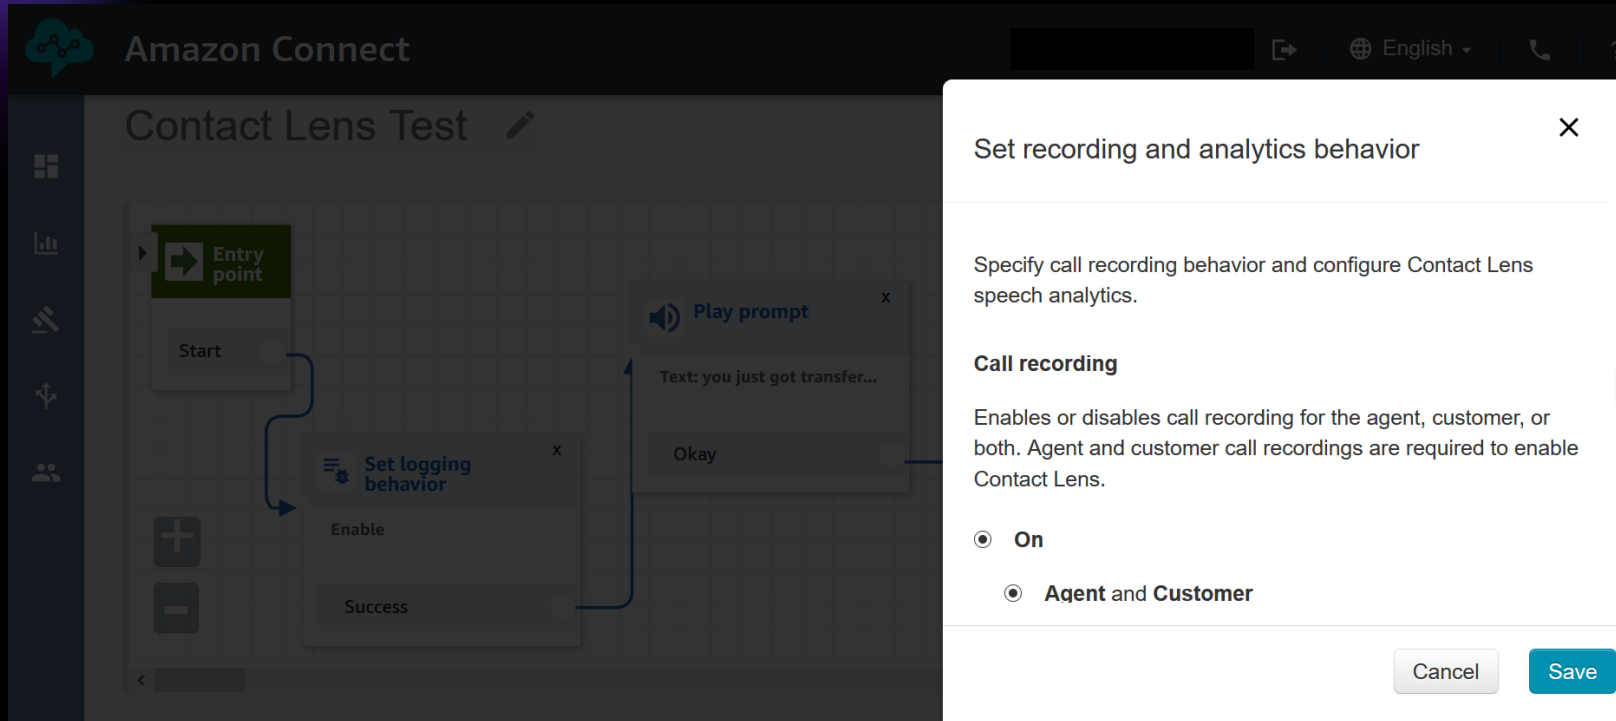 Amazon Connect
English
Contact Lens Test
Entry
point
Start
Set logging
behavior
x
Enable
Success
Play prompt
x
Text: you just got transfer...
Okay
Set recording and analytics behavior
Specify call recording behavior and configure Contact Lens
speech analytics.
Call recording
Enables or disables call recording for the agent, customer, or
both. Agent and customer call recordings are required to enable
Contact Lens.
On
Agent and Customer
Cancel
Save